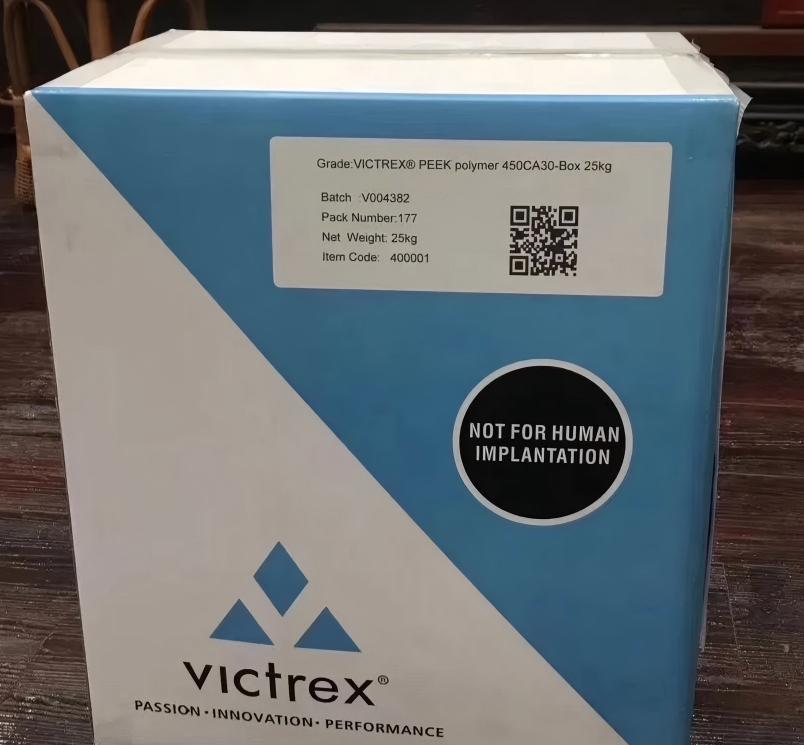 Grade:VICTREX® PEEK polymer 450CA30-Box 25kg
Batch :V004382
Pack Number:177
Net Weight: 25kg
Item Code: 400001
NOT FOR HUMAN
IMPLANTATION
victrex®
PASSION · INNOVATION · PERFORMANCE